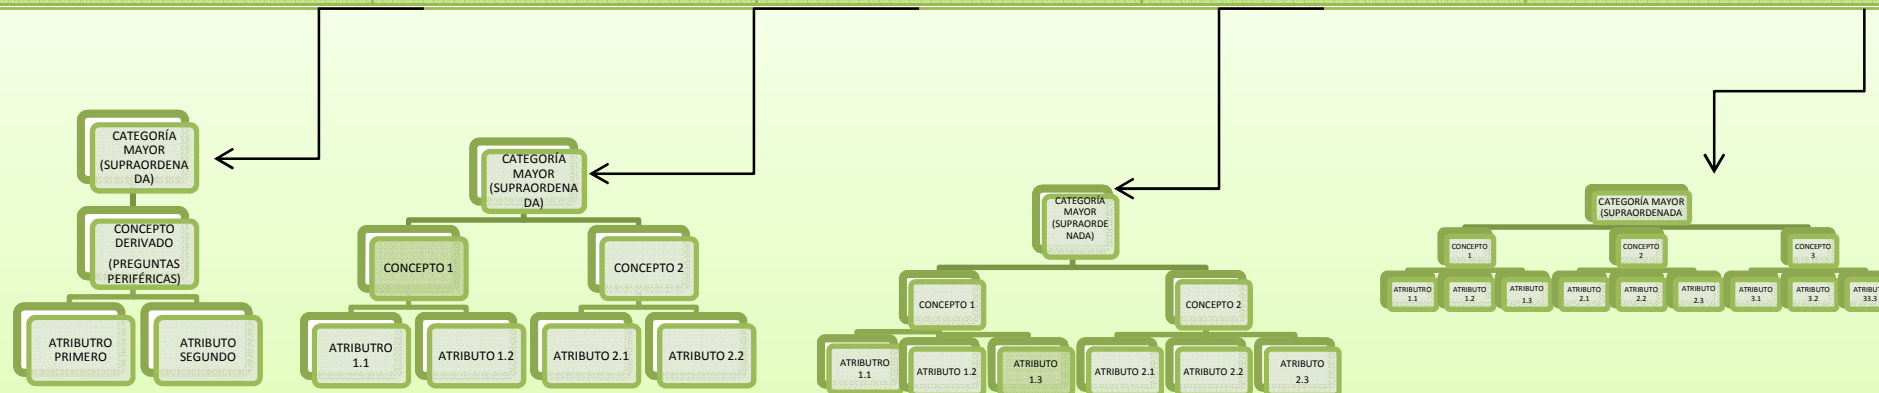 CATEGORÍA
MAYOR
(SUPRAORDENA
DA)
CONCEPTO
DERIVADO
(PREGUNTAS
PERIFÉRICAS)
ATRIBUTRO
PRIMERO
ATRIBUTO
SEGUNDO
CATEGORÍA
MAYOR
(SUPRAORDENA
DA)
CONCEPTO 1
CONCEPTO 2
ATRIBUTRO
1.1
ATRIBUTO 1.2
ATRIBUTO 2.1
ATRIBUTO 2.2
CATEGORÍA
MAYOR
(SUPRAORDE
NADA)
CONCEPTO 1
CONCEPTO 2
ATRIBUTRO
1.1
ATRIBUTO 1.2
ATRIBUTO
1.3
ATRIBUTO 2.1
ATRIBUTO 2.2
ATRIBUTO
2.3
CATEGORÍA MAYOR
(SUPRAORDENADA
CONCEPTO
1
CONCEPTO
2
CONCEPTO
3
ATRIBUTRO
1.1
ATRIBUTO
1.2
ATRIBUTO
1.3
ATRIBUTO
2.1
ATRIBUTO
2.2
ATRIBUTO
2.3
ATRIBUTO
3.1
ATRIBUTO
3.2
ATRIBUT
33.3